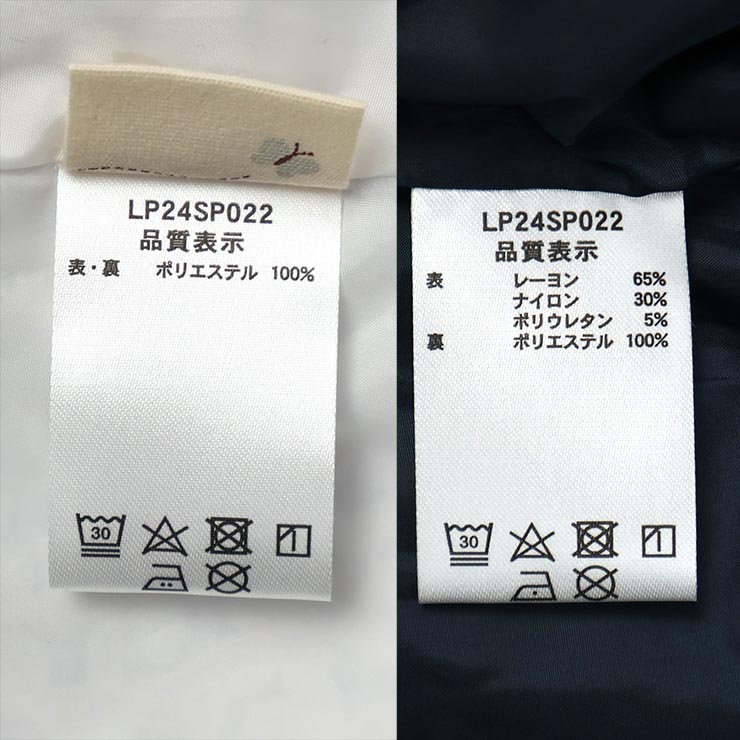 LP24SP022
品質表示
表・裏 ポリエステル 100%
30
LP24SP022
品質表示
表 レーヨン 65%
ナイロン 30%
ポリウレタン 5%
裏 ポリエステル 100%
30